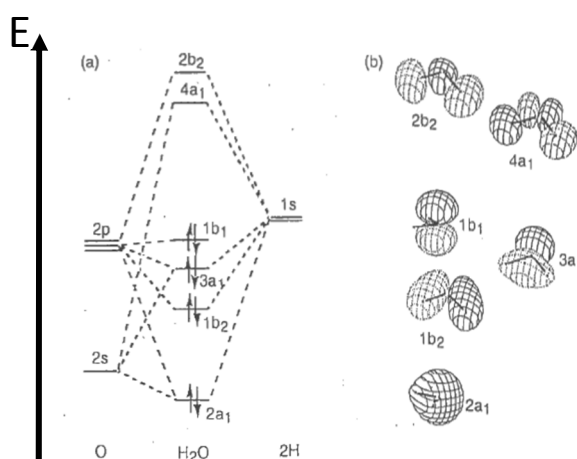 E
(a)
2b₂
4a₁
1s
2p
1b₁
3a₁
1b₂
2s
2a₁
O
H₂O
2H
(b)
2b₂
4a₁
1b₁
3a
1b₂
2a₁